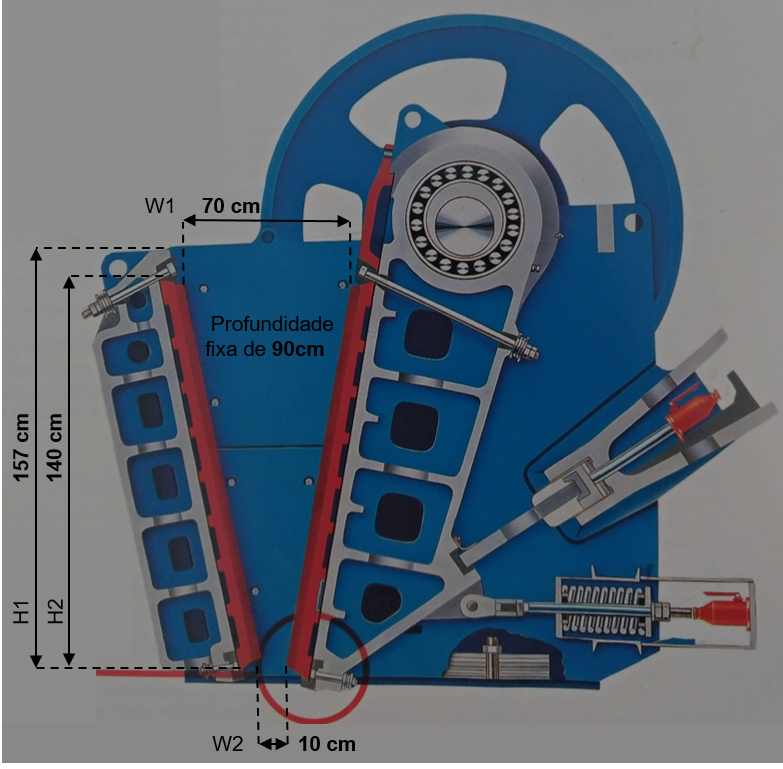 W1 70 cm
Profundidade
fixa de 90cm
157 cm
140 cm
H1
H2
W2 10 cm